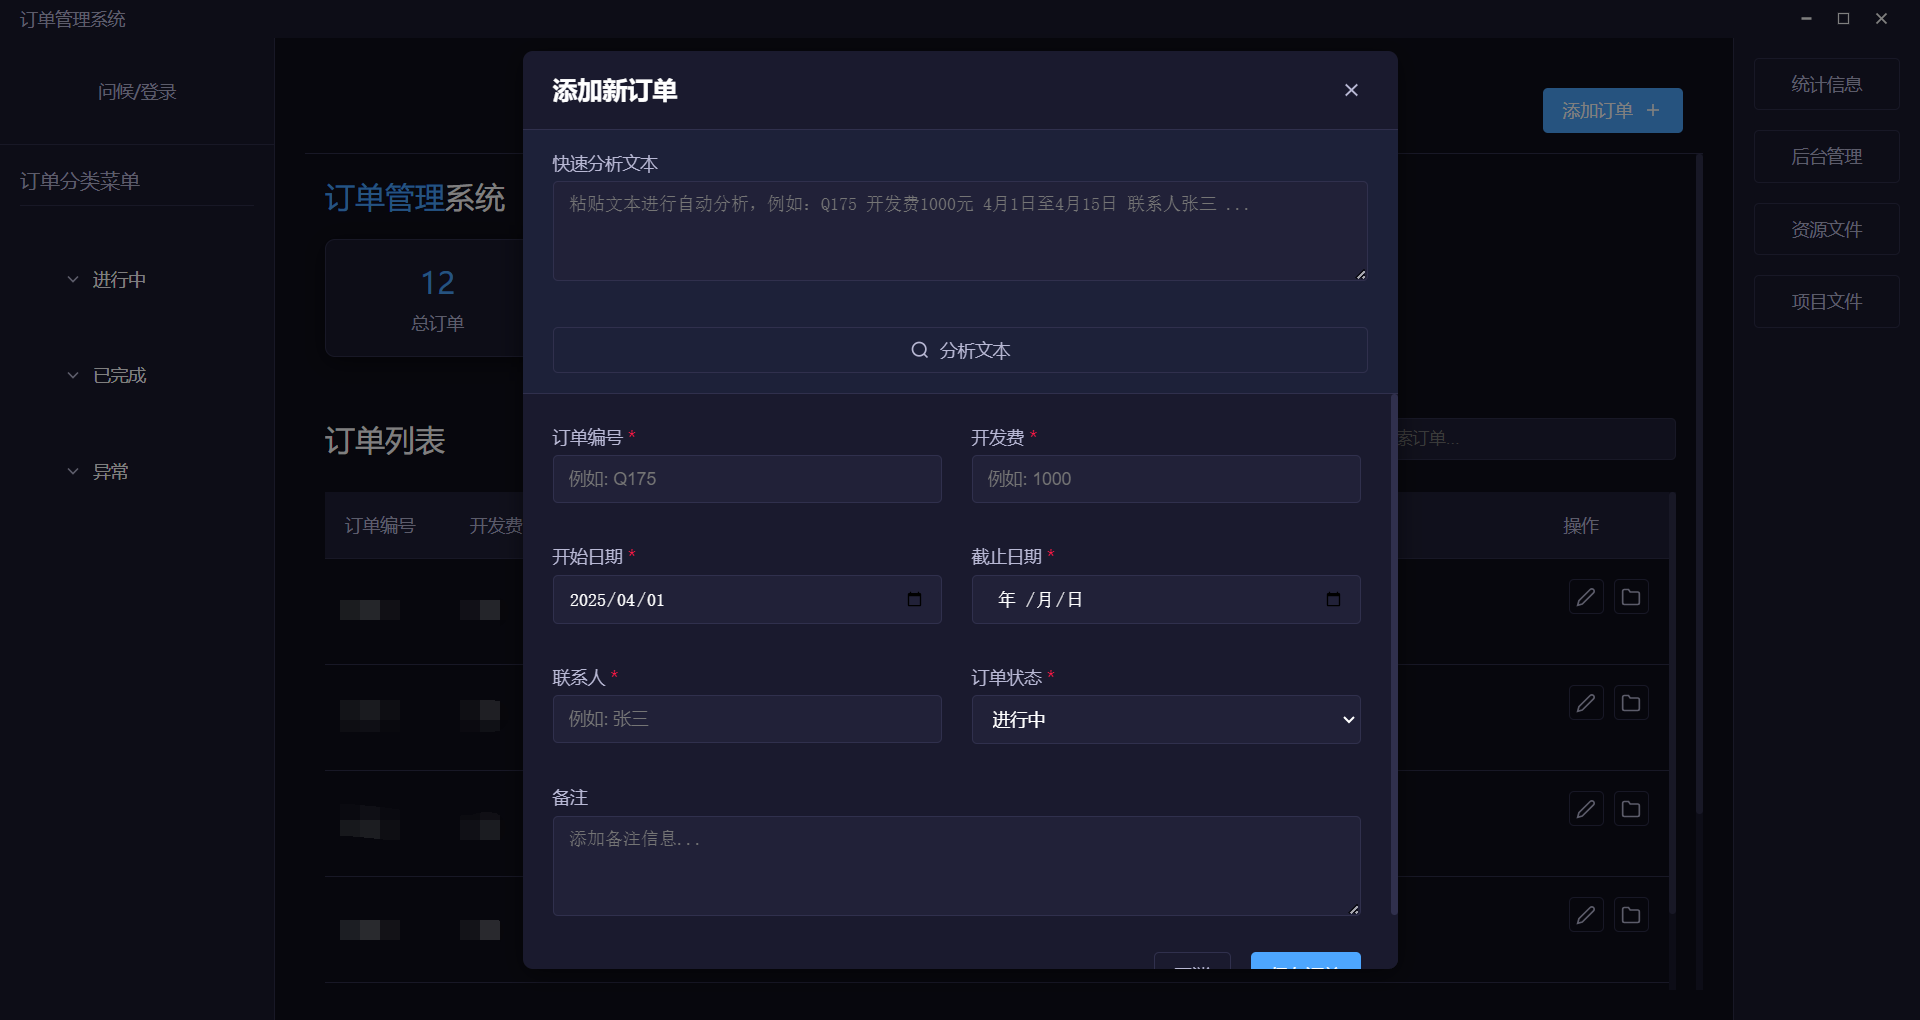 订单管理系统
问候/登录
订单分类菜单
进行中
已完成
异常
添加订单 +
订单管理系统
12
总订单
订单列表
索订单...
订单编号 开发费 操作
添加新订单
快速分析文本
粘贴文本进行自动分析，例如：Q175 开发费1000元 4月1日至4月15日 联系人张三 ...
分析文本
订单编号 *
例如: Q175
开发费 *
例如: 1000
开始日期 *
2025/04/01
截止日期 *
年 /月/日
联系人 *
例如: 张三
订单状态 *
进行中
备注
添加备注信息...
统计信息
后台管理
资源文件
项目文件